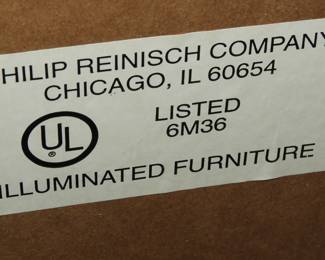 HILIP REINISCH COMPANY
CHICAGO, IL 60654
UL
®
LISTED
6M36
ILLUMINATED FURNITURE